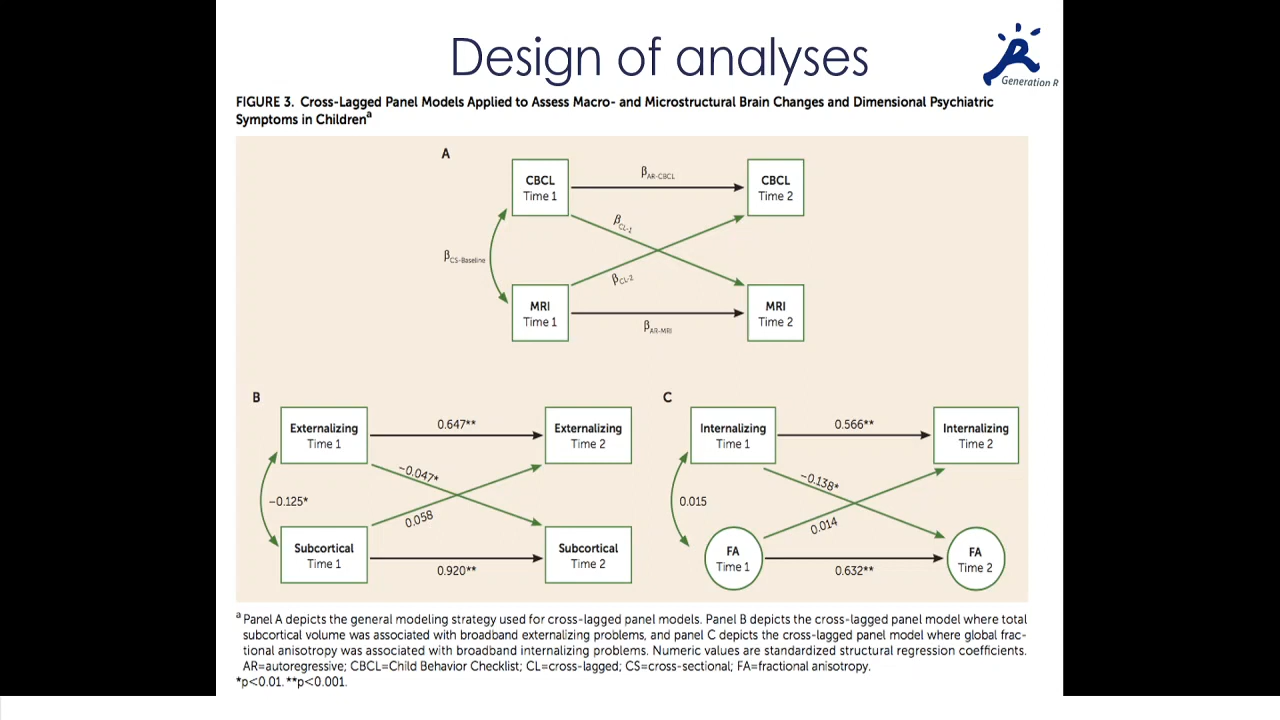 Design of analyses
Generation R
FIGURE 3. Cross-Lagged Panel Models Applied to Assess Macro- and Microstructural Brain Changes and Dimensional Psychiatric
Symptoms in Childrenª
A
CBCL
Time 1
βAR-CBCL
CBCL
Time 2
βCL-1
βCS-Baseline
βCL-2
MRI
Time 1
βAR-MRI
MRI
Time 2
B
Externalizing
Time 1
0.647**
Externalizing
Time 2
−0.047*
−0.125*
0.058
Subcortical
Time 1
0.920**
Subcortical
Time 2
C
Internalizing
Time 1
0.566**
Internalizing
Time 2
−0.138*
0.015
0.014
FA
Time 1
0.632**
FA
Time 2
ª Panel A depicts the general modeling strategy used for cross-lagged panel models. Panel B depicts the cross-lagged panel model where total
subcortical volume was associated with broadband externalizing problems, and panel C depicts the cross-lagged panel model where global frac-
tional anisotropy was associated with broadband internalizing problems. Numeric values are standardized structural regression coefficients.
AR=autoregressive; CBCL=Child Behavior Checklist; CL=cross-lagged; CS=cross-sectional; FA=fractional anisotropy.
*p<0.01. **p<0.001.